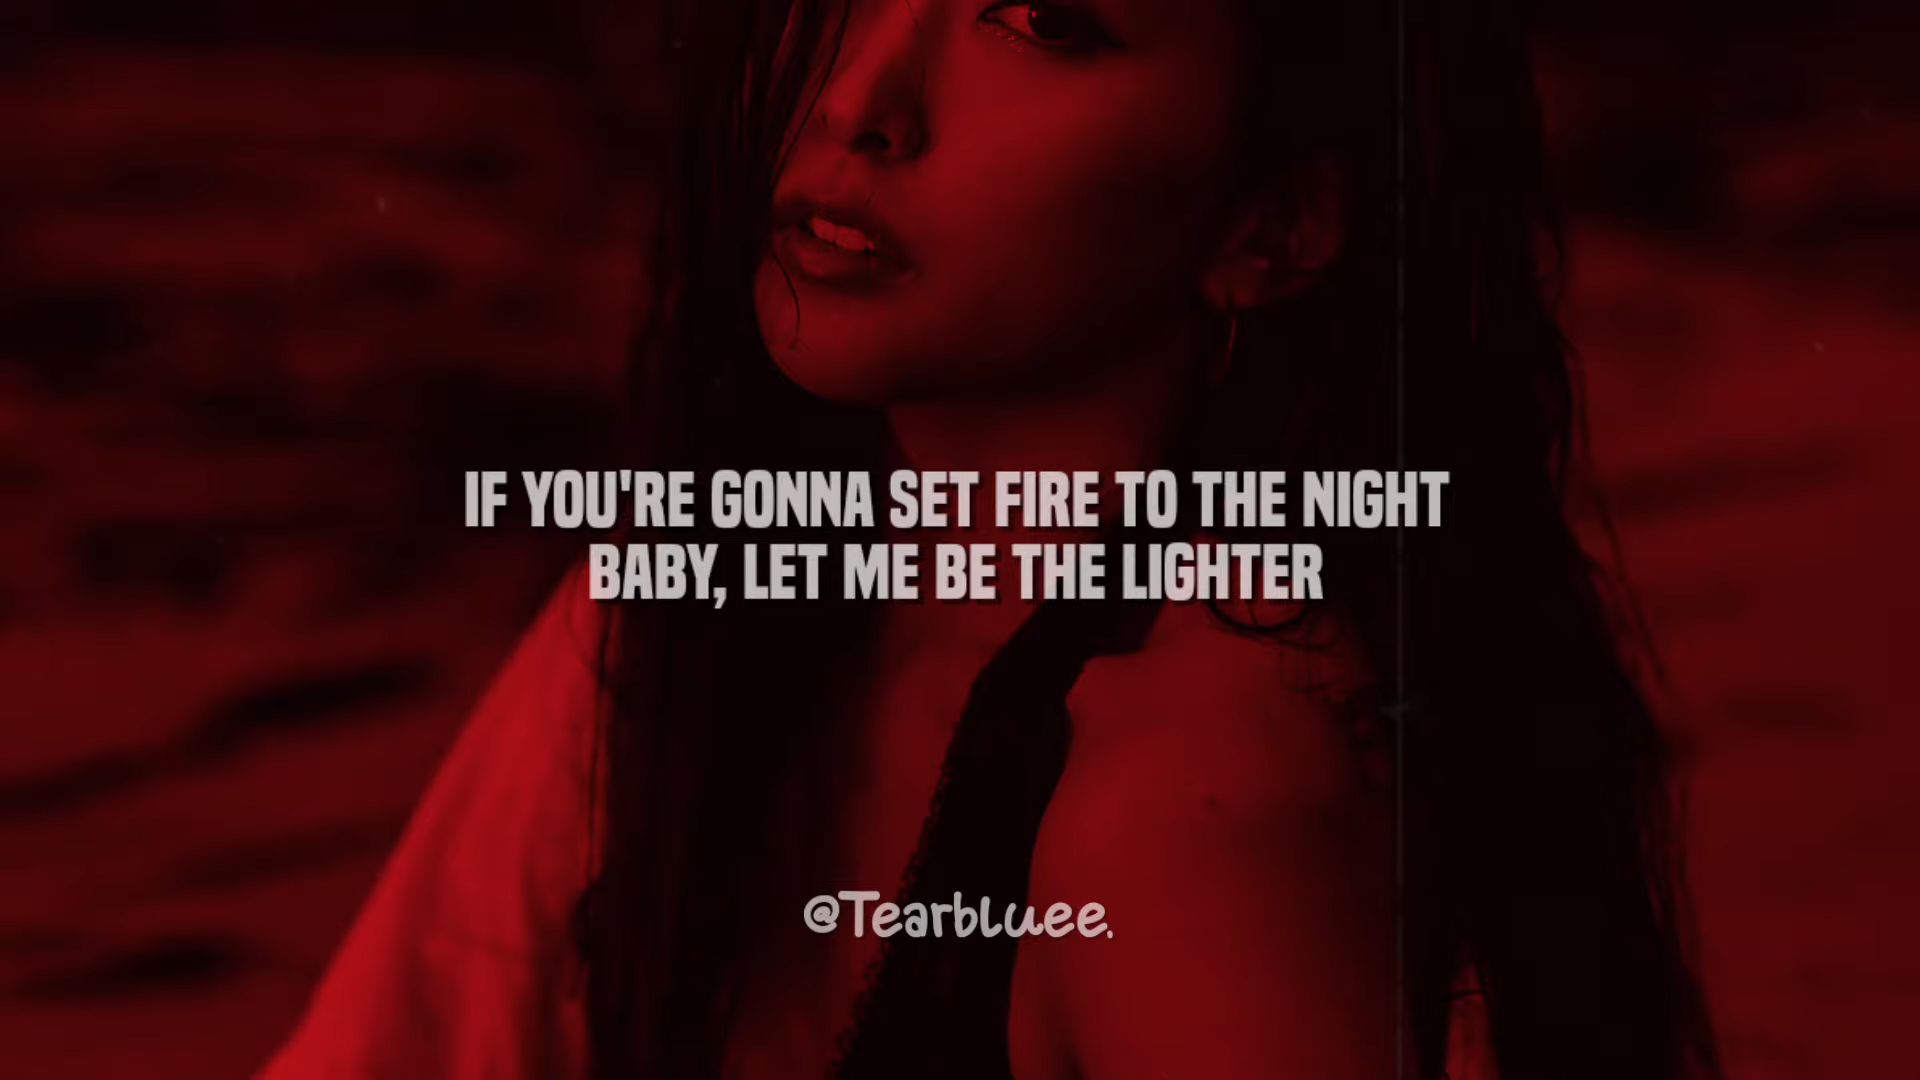 IF YOU'RE GONNA SET FIRE TO THE NIGHT
BABY, LET ME BE THE LIGHTER
@Tearbluee.